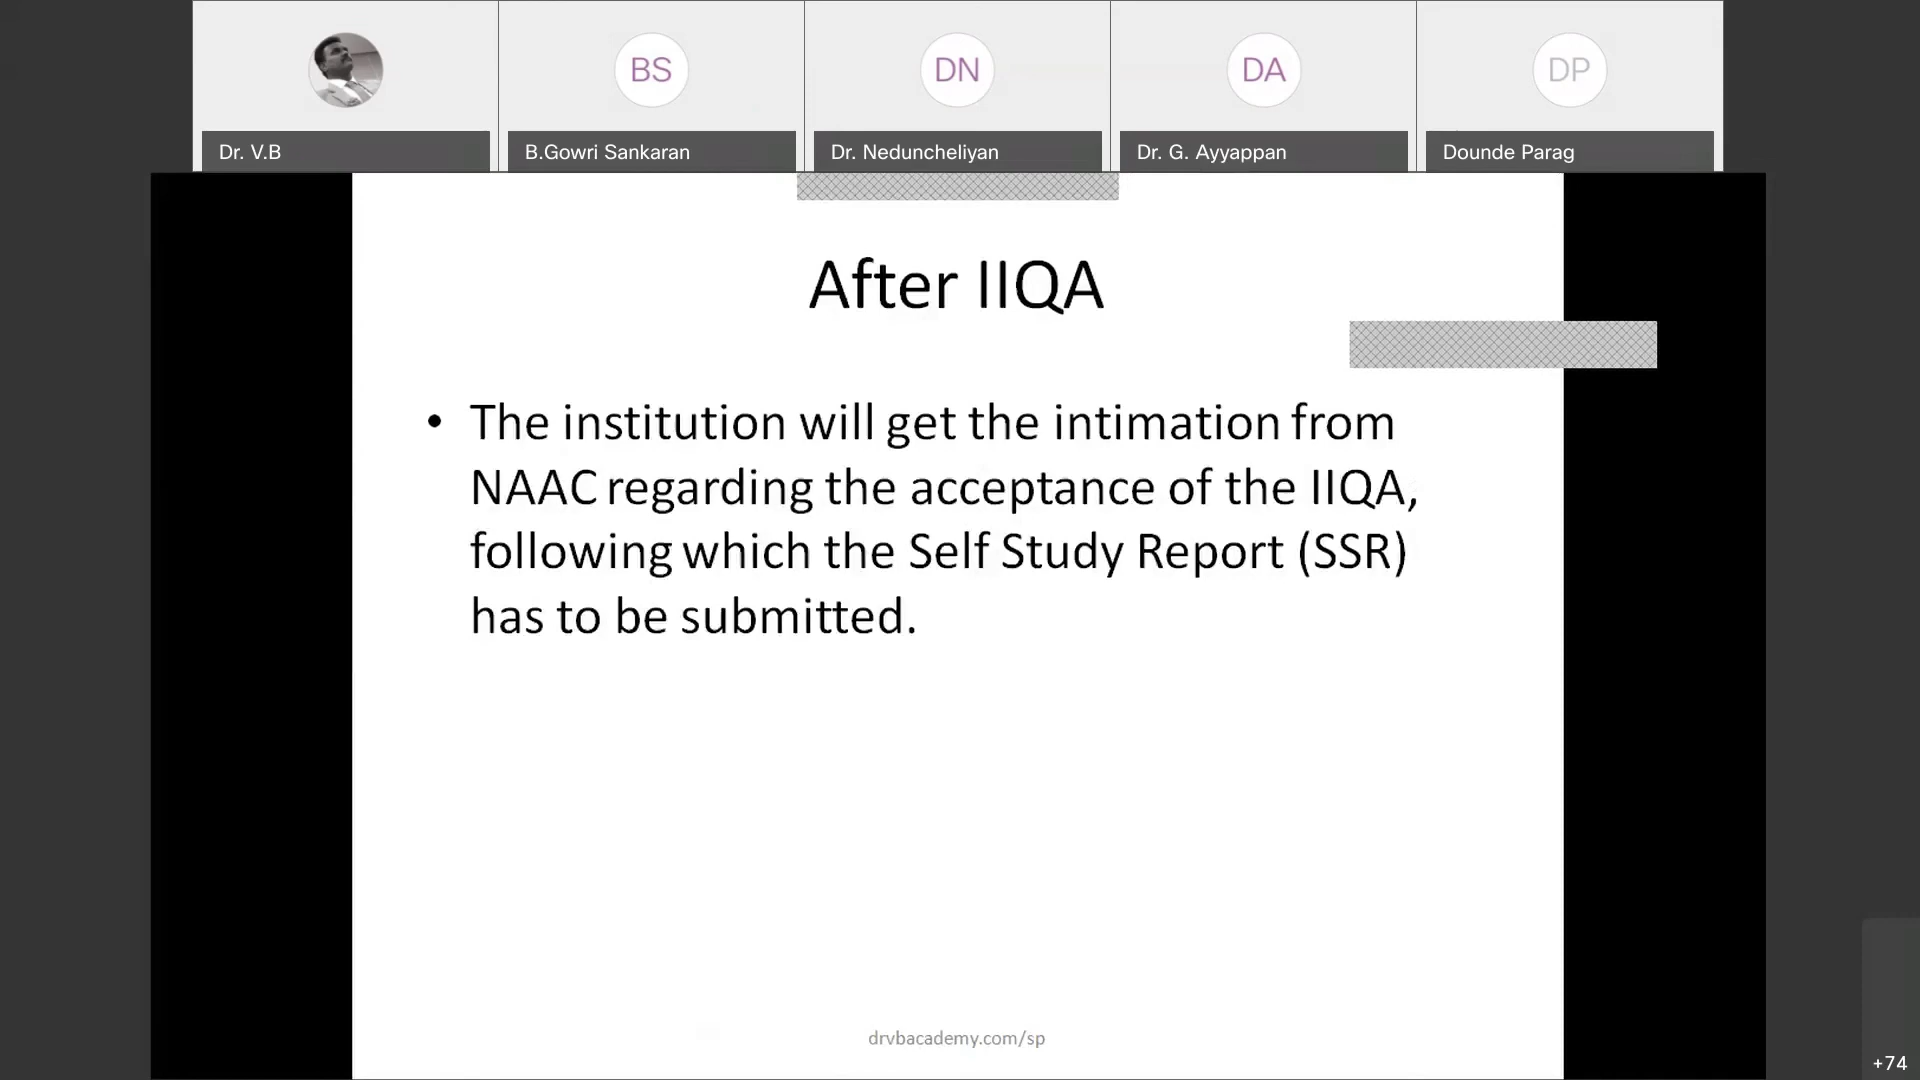 BS
DN
DA
DP
Dr. V.B
B.Gowri Sankaran
Dr. Neduncheliyan
Dr. G. Ayyappan
Dounde Parag
After IIQA
• The institution will get the intimation from
NAAC regarding the acceptance of the IIQA,
following which the Self Study Report (SSR)
has to be submitted.
drvbacademy.com/sp
+74